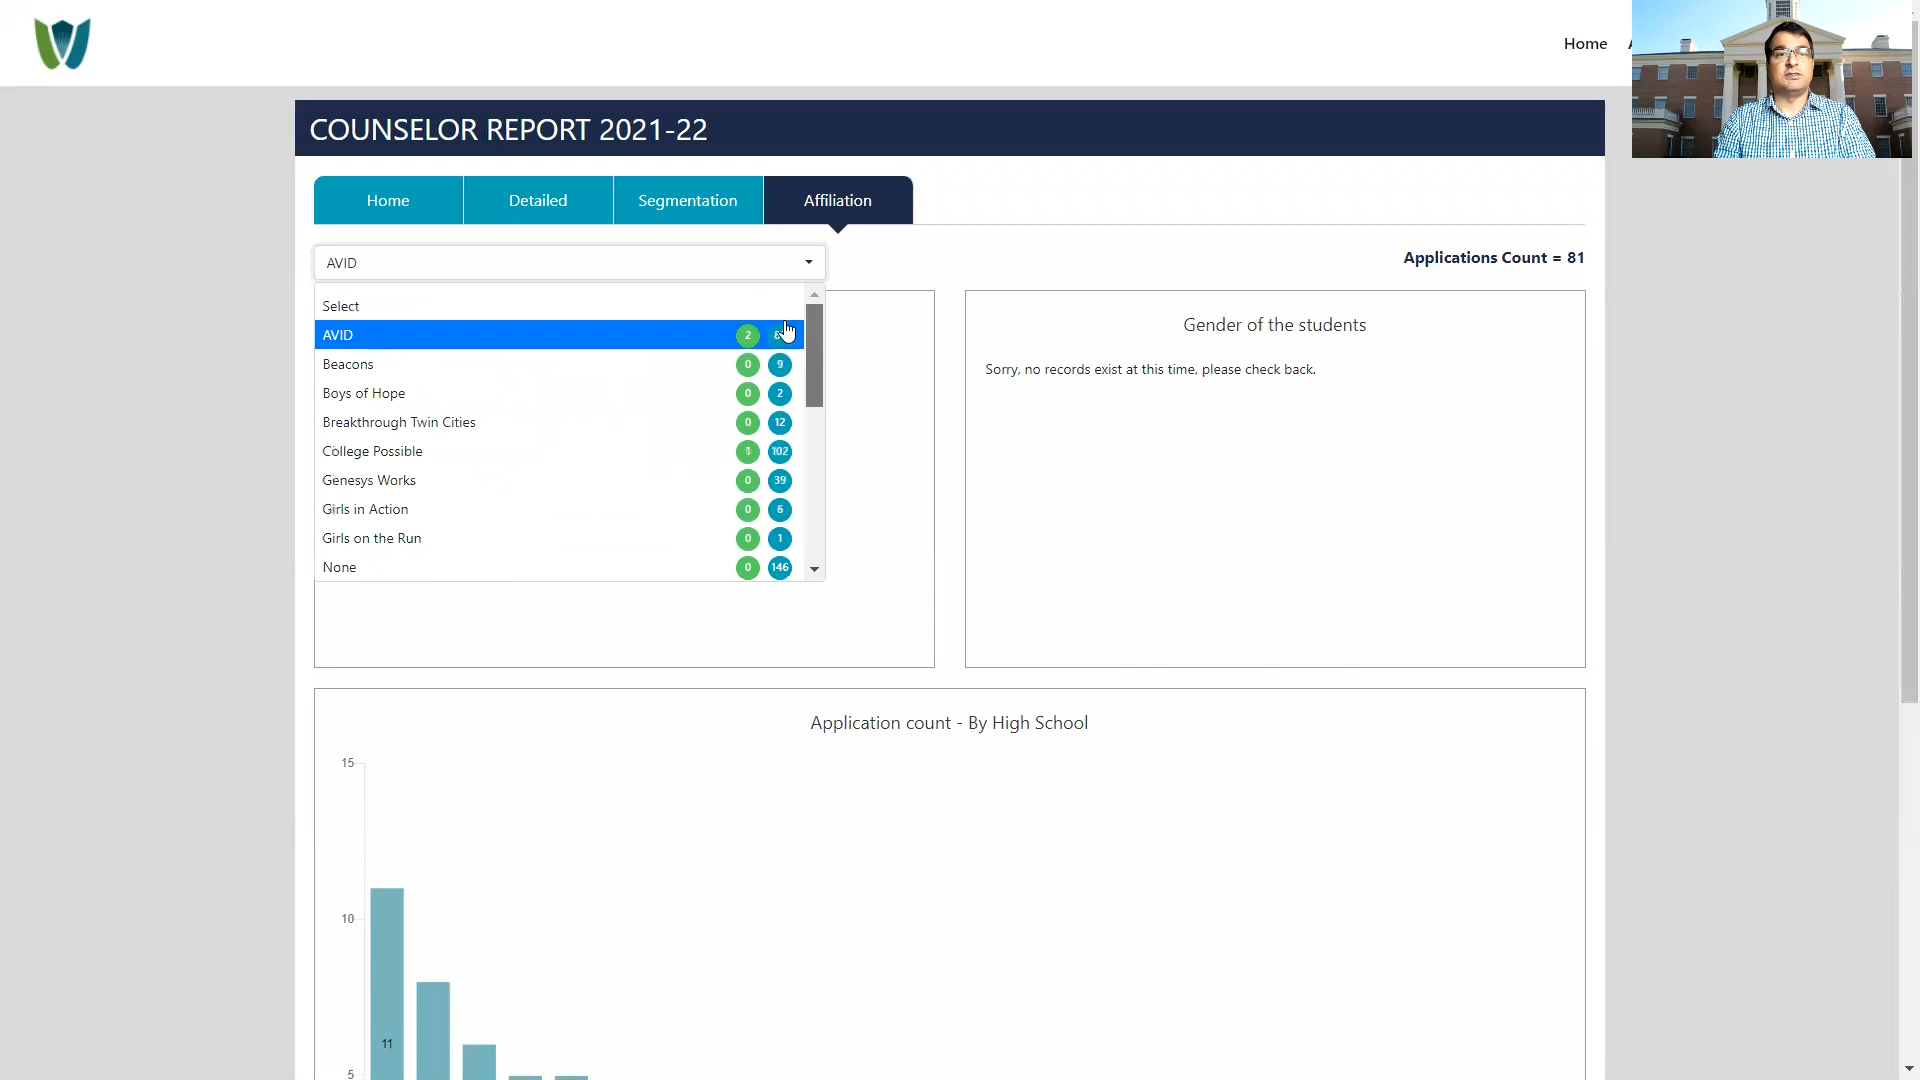 Home
COUNSELOR REPORT 2021-22
Home Detailed Segmentation Affiliation
AVID
Applications Count = 81
Select
AVID 2
Beacons 0 9
Boys of Hope 0 2
Breakthrough Twin Cities 0 12
College Possible 102
Genesys Works 0 39
Girls in Action 0 6
Girls on the Run 0 1
None 0 146
Gender of the students
Sorry, no records exist at this time, please check back.
Application count - By High School
15
10
11
5